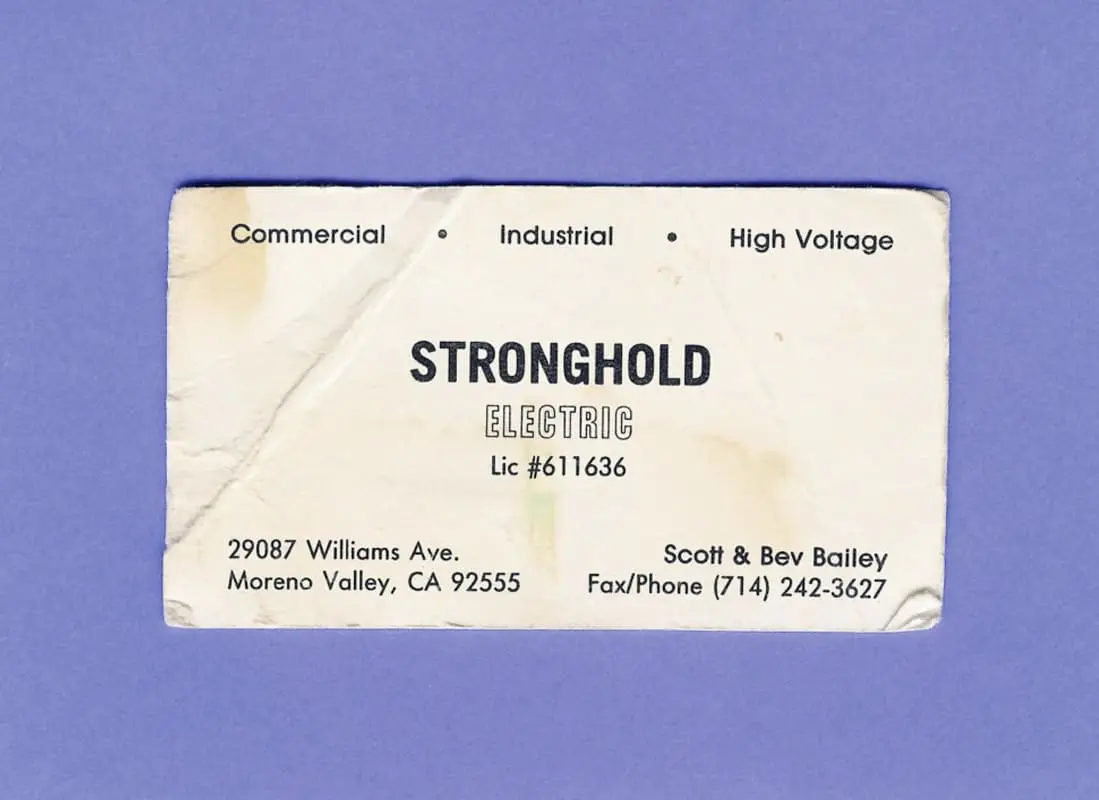 Commercial • Industrial • High Voltage
STRONGHOLD
ELECTRIC
Lic #611636
29087 Williams Ave.
Moreno Valley, CA 92555
Scott & Bev Bailey
Fax/Phone (714) 242-3627